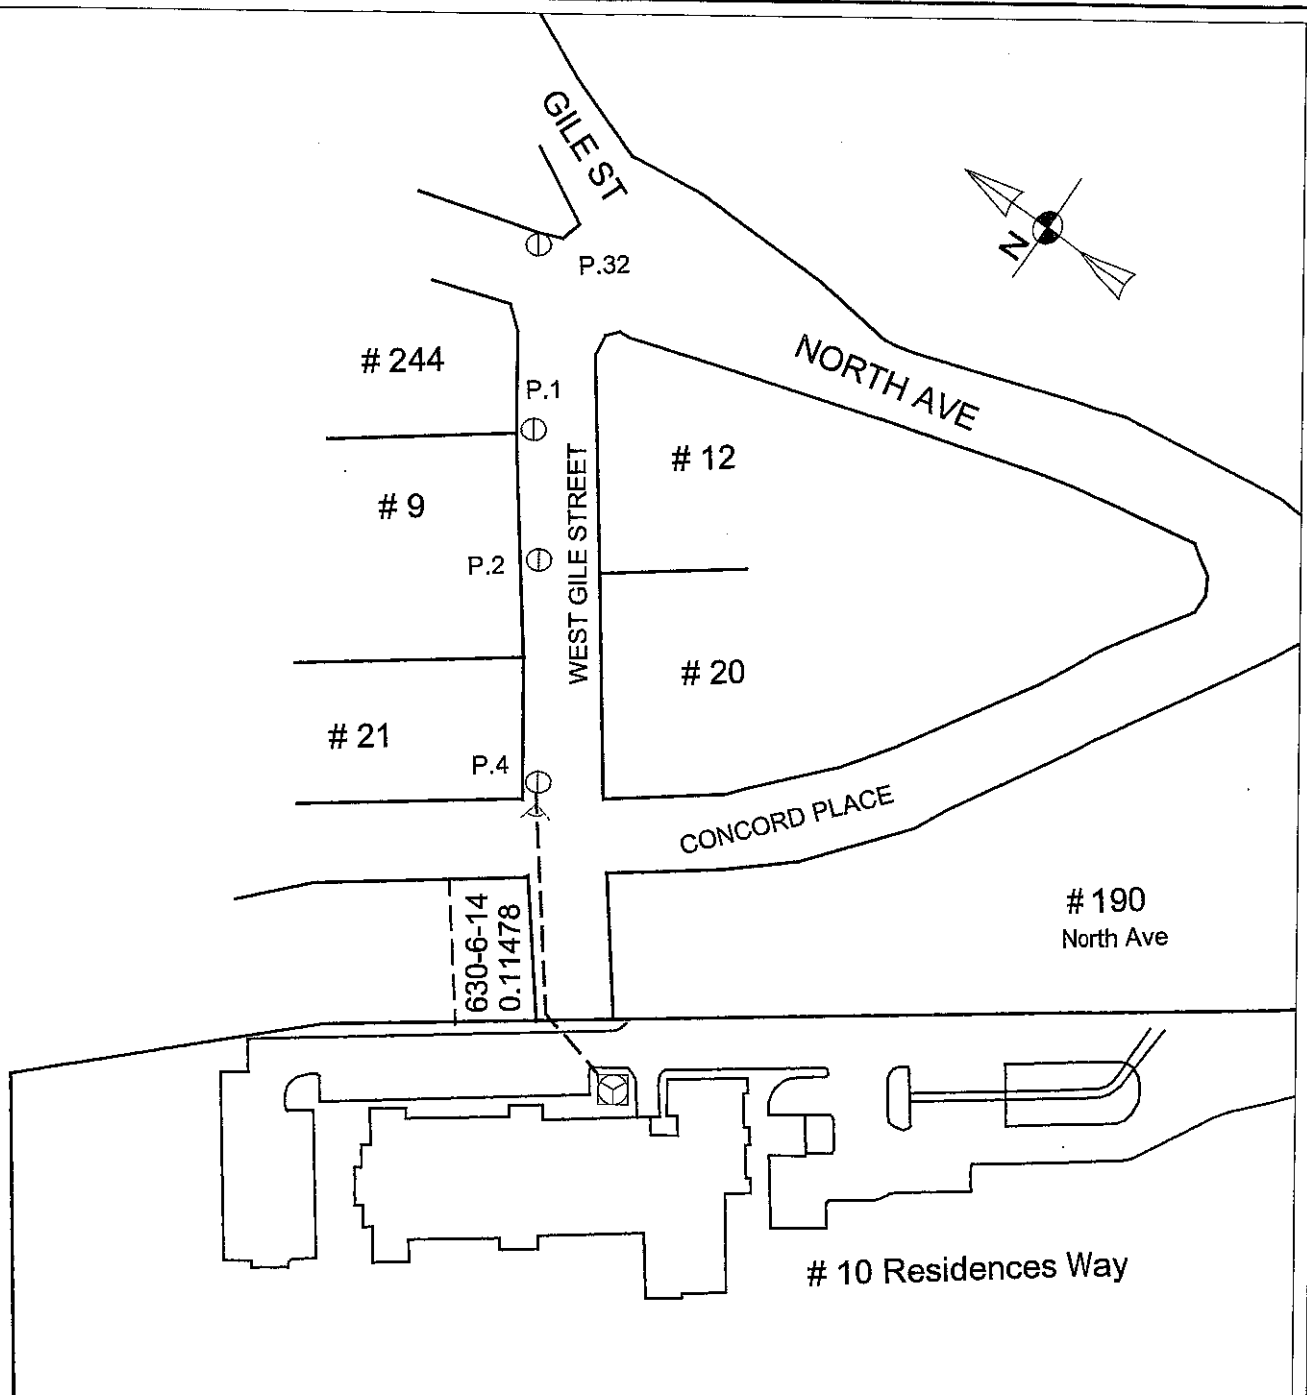 GILE ST
P.32
N
NORTH AVE
# 244
P.1
# 12
# 9
WEST GILE STREET
P.2
# 20
# 21
P.4
CONCORD PLACE
630-6-14
0.11478
# 190
North Ave
# 10 Residences Way